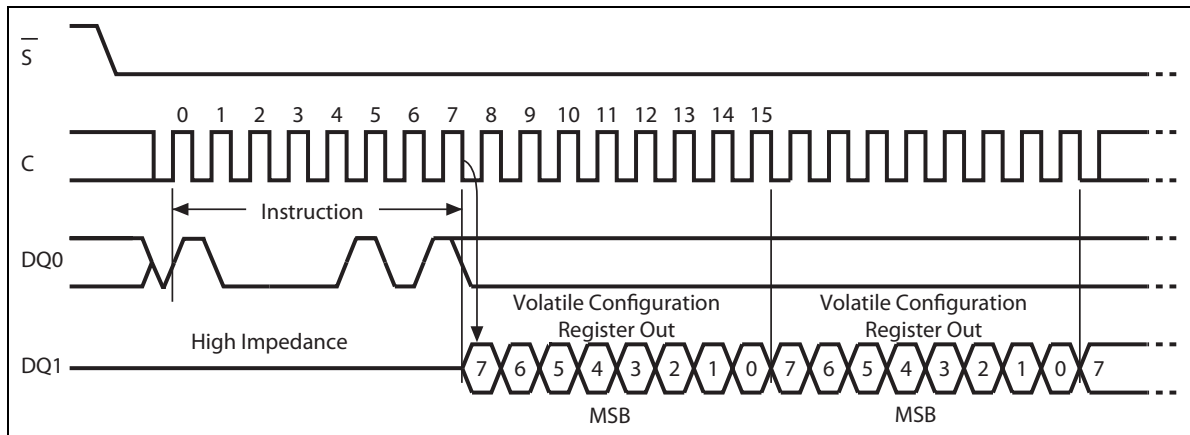 S
0 1 2 3 4 5 6 7 8 9 10 11 12 13 14 15
C
Instruction
DQ0
Volatile Configuration
Register Out
Volatile Configuration
Register Out
High Impedance
DQ1
7 6 5 4 3 2 1 0 7 6 5 4 3 2 1 0 7
MSB
MSB